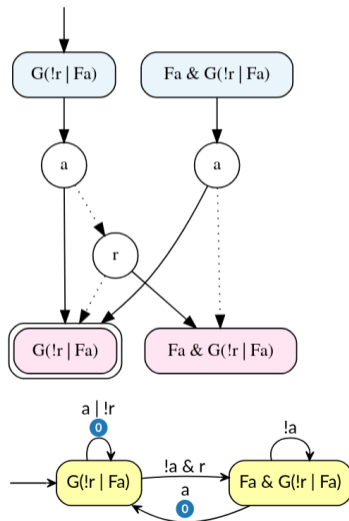 G(!r | Fa) Fa & G(!r | Fa)
a a
r
G(!r | Fa) Fa & G(!r | Fa)
a | !r
0
!a & r
!a
G(!r | Fa) Fa & G(!r | Fa)
a
0